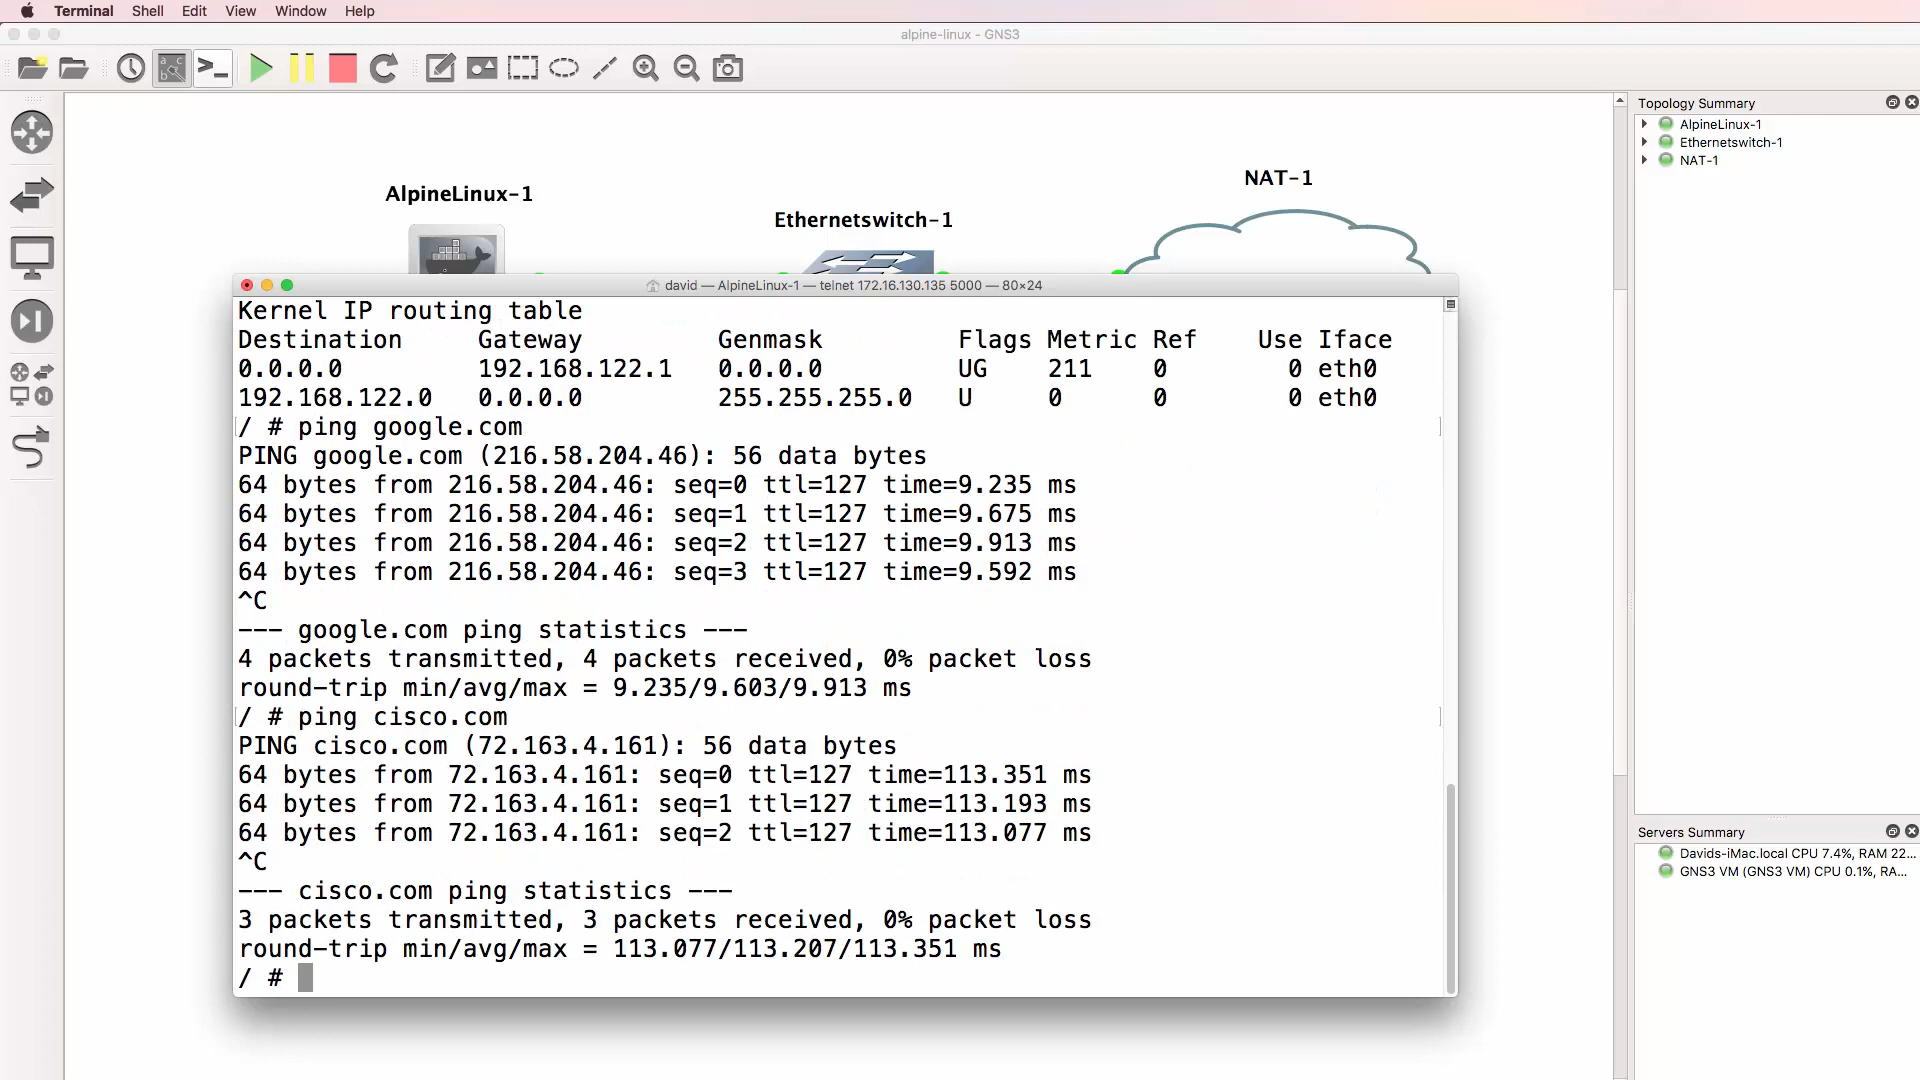 Terminal Shell Edit View Window Help
alpine-linux - GNS3
Topology Summary
AlpineLinux-1
Ethernetswitch-1
NAT-1
AlpineLinux-1
Ethernetswitch-1
NAT-1
david — AlpineLinux-1 — telnet 172.16.130.135 5000 — 80×24
Kernel IP routing table
Destination Gateway Genmask Flags Metric Ref Use Iface
0.0.0.0 192.168.122.1 0.0.0.0 UG 211 0 0 eth0
192.168.122.0 0.0.0.0 255.255.255.0 U 0 0 0 eth0
/ # ping google.com
PING google.com (216.58.204.46): 56 data bytes
64 bytes from 216.58.204.46: seq=0 ttl=127 time=9.235 ms
64 bytes from 216.58.204.46: seq=1 ttl=127 time=9.675 ms
64 bytes from 216.58.204.46: seq=2 ttl=127 time=9.913 ms
64 bytes from 216.58.204.46: seq=3 ttl=127 time=9.592 ms
^C
--- google.com ping statistics ---
4 packets transmitted, 4 packets received, 0% packet loss
round-trip min/avg/max = 9.235/9.603/9.913 ms
/ # ping cisco.com
PING cisco.com (72.163.4.161): 56 data bytes
64 bytes from 72.163.4.161: seq=0 ttl=127 time=113.351 ms
64 bytes from 72.163.4.161: seq=1 ttl=127 time=113.193 ms
64 bytes from 72.163.4.161: seq=2 ttl=127 time=113.077 ms
^C
--- cisco.com ping statistics ---
3 packets transmitted, 3 packets received, 0% packet loss
round-trip min/avg/max = 113.077/113.207/113.351 ms
/ #
Servers Summary
Davids-iMac.local CPU 7.4%, RAM 22...
GNS3 VM (GNS3 VM) CPU 0.1%, RA...